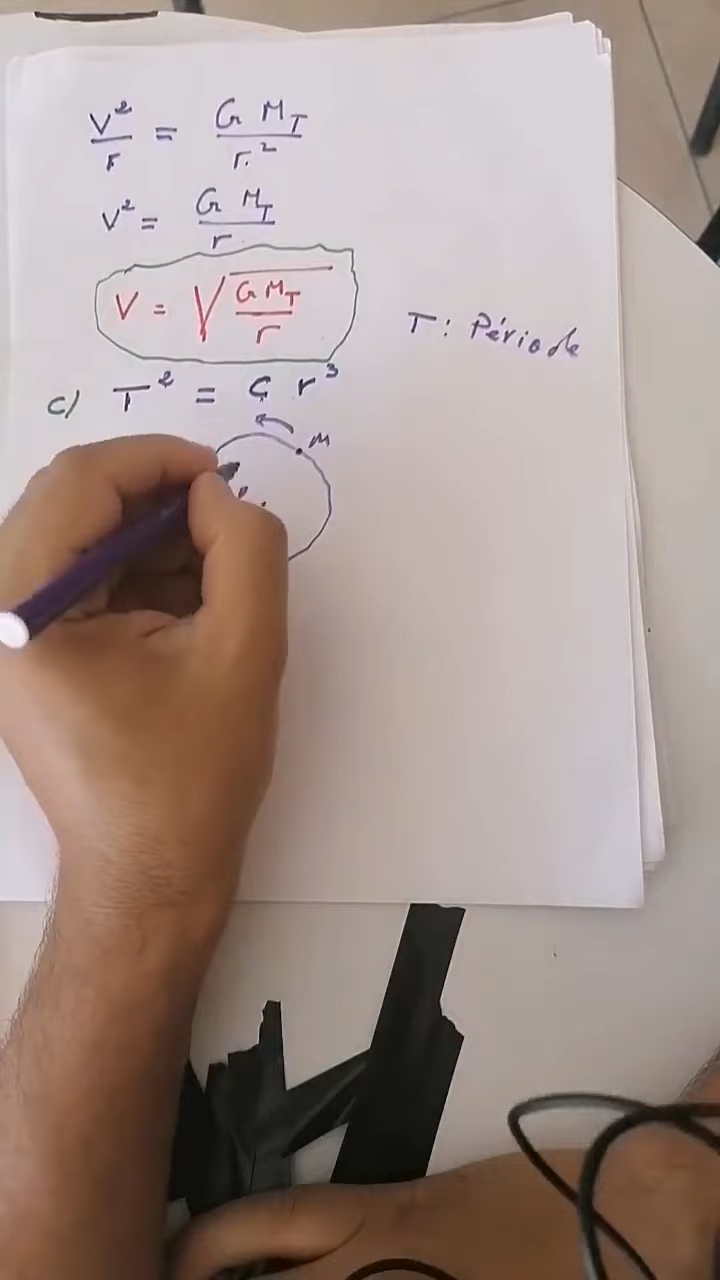 V² / r = G M_T / r²
V² = G M_T / r
V = √(G M_T / r)
T : Période
c) T² = C r³
M